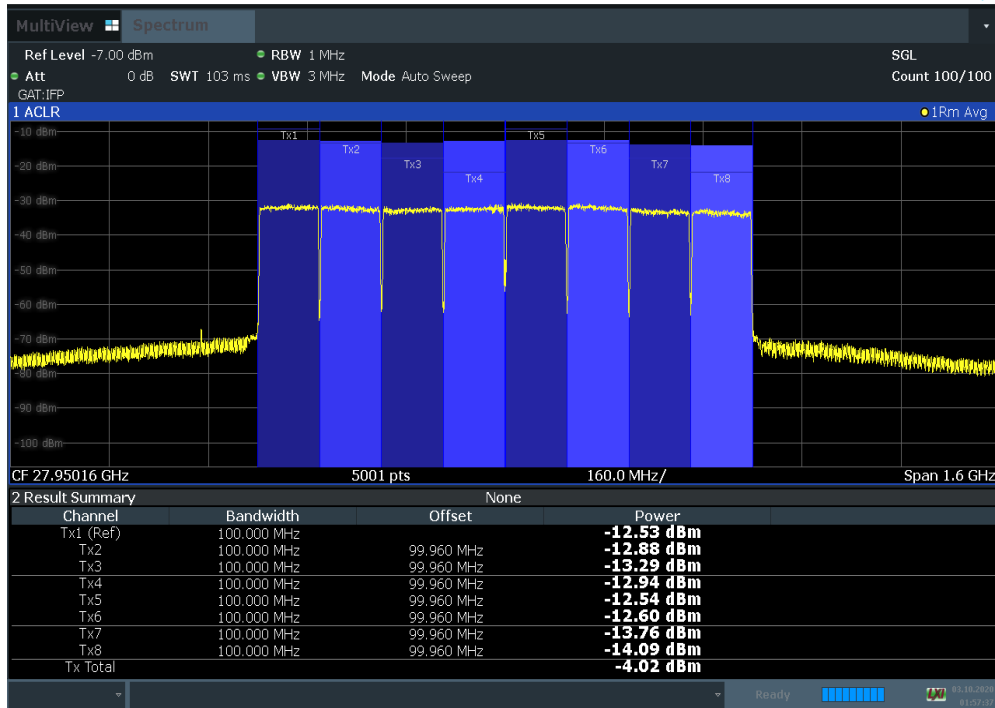 MultiView Spectrum
Ref Level -7.00 dBm RBW 1 MHz SGL
Att 0 dB SWT 103 ms VBW 3 MHz Mode Auto Sweep Count 100/100
GAT:IFP
1 ACLR 1Rm Avg
-10 dBm
Tx1 Tx5
Tx2 Tx6
-20 dBm Tx3 Tx7
Tx4 Tx8
-30 dBm
-40 dBm
-50 dBm
-60 dBm
-70 dBm
-80 dBm
-90 dBm
-100 dBm
CF 27.95016 GHz 5001 pts 160.0 MHz/ Span 1.6 GHz
2 Result Summary None
Channel Bandwidth Offset Power
Tx1 (Ref) 100.000 MHz -12.53 dBm
Tx2 100.000 MHz 99.960 MHz -12.88 dBm
Tx3 100.000 MHz 99.960 MHz -13.29 dBm
Tx4 100.000 MHz 99.960 MHz -12.94 dBm
Tx5 100.000 MHz 99.960 MHz -12.54 dBm
Tx6 100.000 MHz 99.960 MHz -12.60 dBm
Tx7 100.000 MHz 99.960 MHz -13.76 dBm
Tx8 100.000 MHz 99.960 MHz -14.09 dBm
Tx Total -4.02 dBm
Ready LXI 03.10.2020
01:57:37